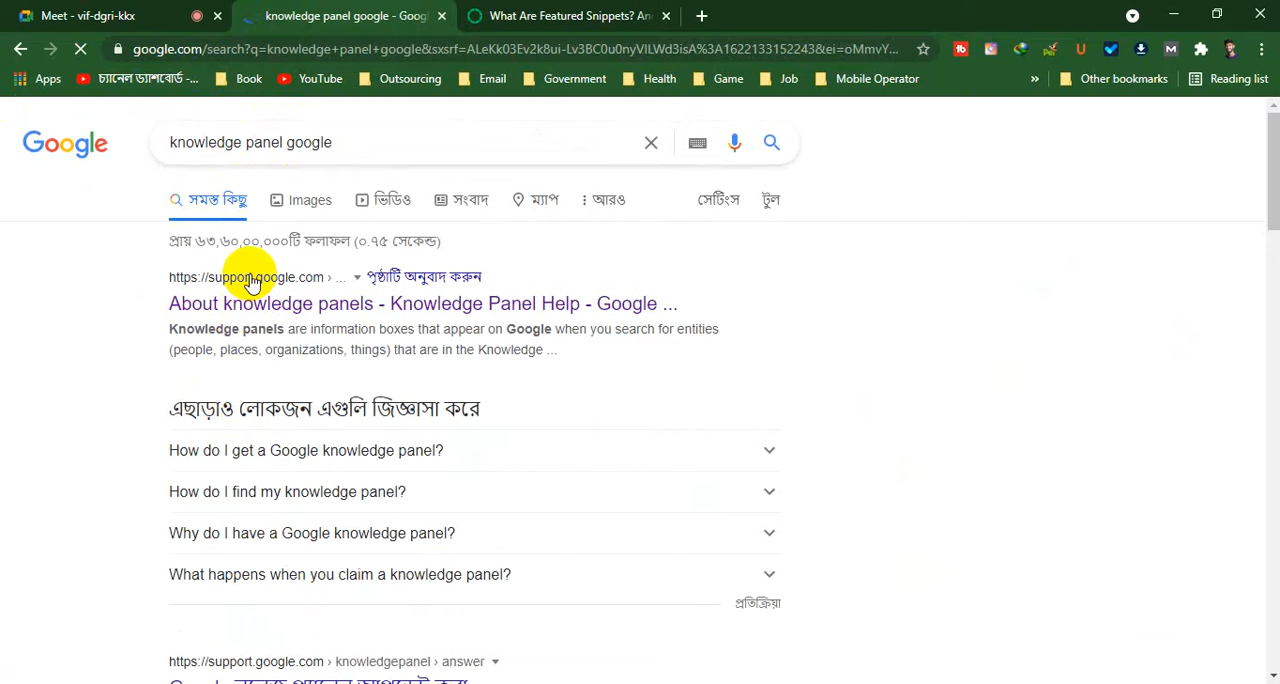 Meet - vif-dgri-kkx
knowledge panel google - Goog
What Are Featured Snippets? An
google.com/search?q=knowledge+panel+google&sxsrf=ALeKk03Ev2k8ui-Lv3BC0u0nyVILWd3isA%3A1622133152243&ei=oMmvY...
Apps চ্যানেল ড্যাশবোর্ড -... Book YouTube Outsourcing Email Government Health Game Job Mobile Operator » Other bookmarks Reading list
Google
knowledge panel google
সমস্ত কিছু Images ভিডিও সংবাদ ম্যাপ আরও সেটিংস টুল
প্রায় ৬৩,৬০,০০,০০০টি ফলাফল (০.৭৫ সেকেন্ড)
https://support.google.com › ... পৃষ্ঠাটি অনুবাদ করুন
About knowledge panels - Knowledge Panel Help - Google ...
Knowledge panels are information boxes that appear on Google when you search for entities
(people, places, organizations, things) that are in the Knowledge ...
এছাড়াও লোকজন এগুলি জিজ্ঞাসা করে
How do I get a Google knowledge panel?
How do I find my knowledge panel?
Why do I have a Google knowledge panel?
What happens when you claim a knowledge panel?
প্রতিক্রিয়া
https://support.google.com › knowledgepanel › answer